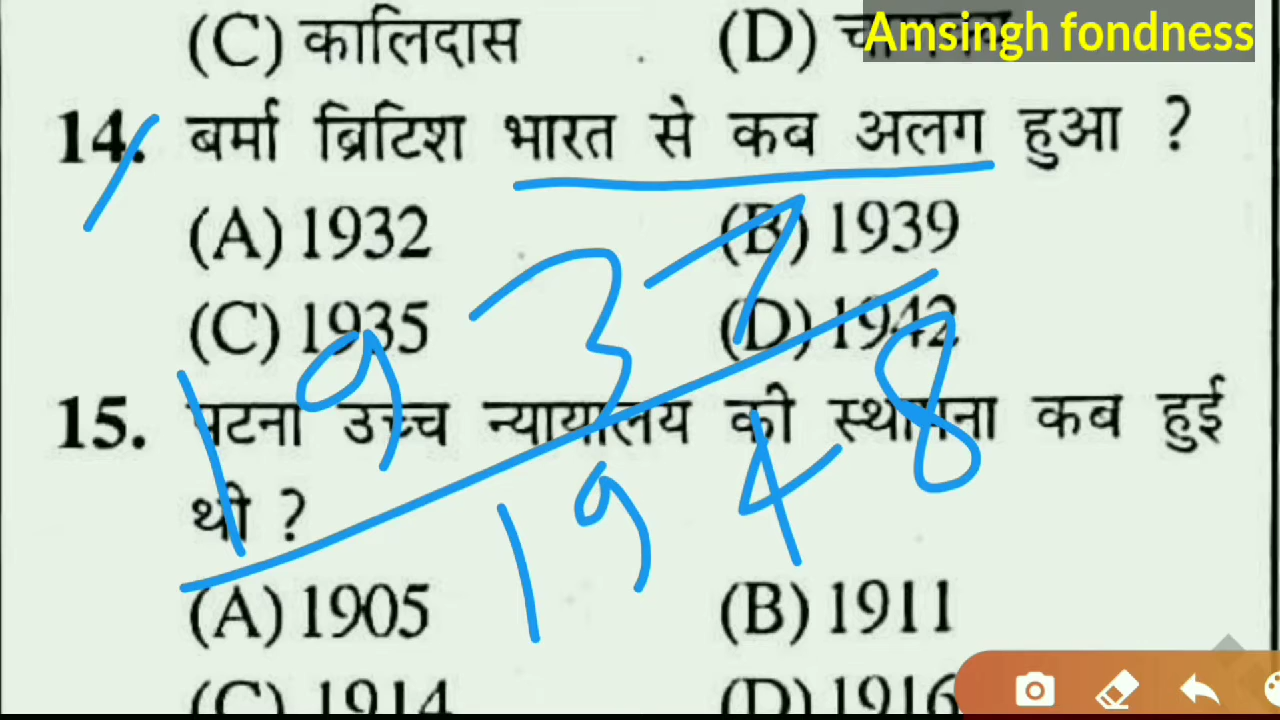 (C) कालिदास (D)
Amsingh fondness
14. बर्मा ब्रिटिश भारत से कब अलग हुआ ?
(A) 1932 (B) 1939
(C) 1935 (D) 1942
1937
15. पटना उच्च न्यायालय की स्थापना कब हुई
थी ?
1948
(A) 1905 (B) 1911
(C) 1914 (D) 1916